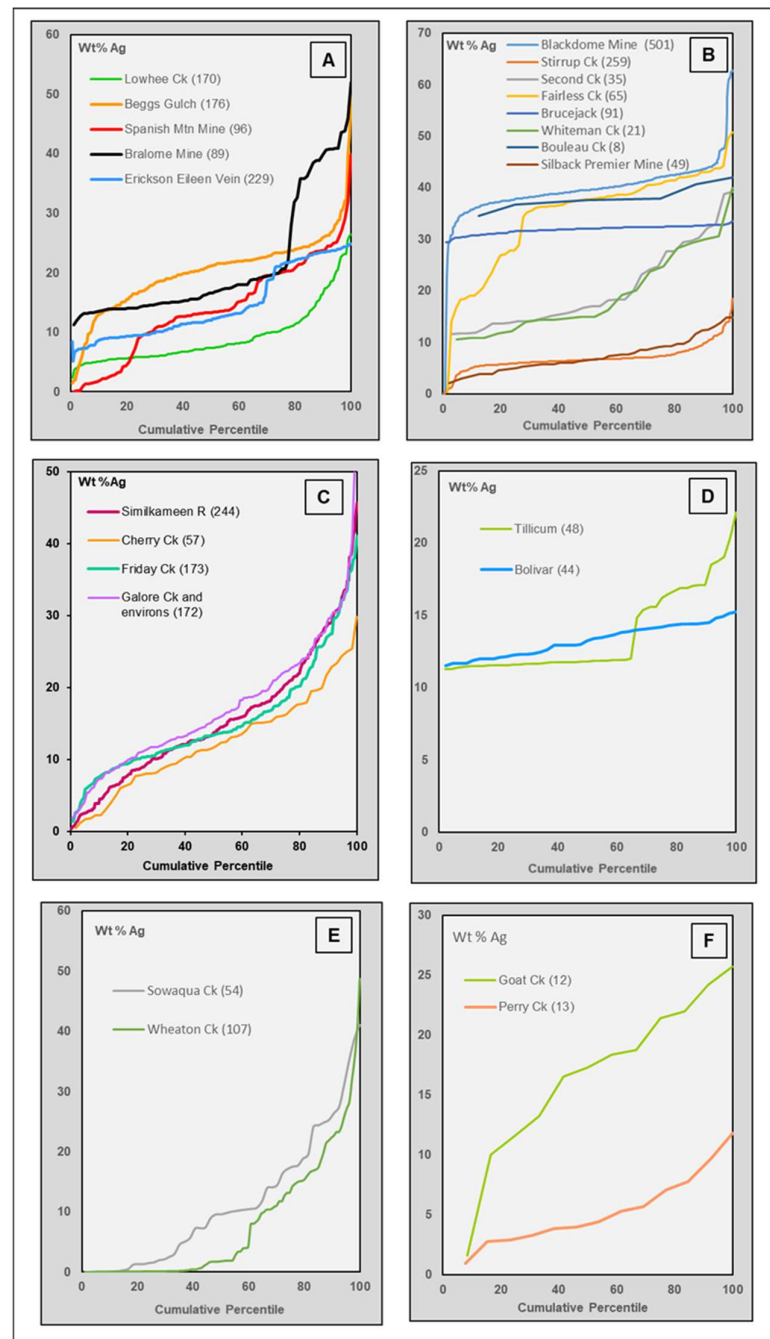 Wt%Ag
A
Lowhee Ck (170)
Beggs Gulch (176)
Spanish Mtn Mine (96)
Bralorne Mine (89)
Erickson Eileen Vein (229)
60
50
40
30
20
10
0
0 20 40 60 80 100
Cumulative Percentile
Wt%Ag
B
Blackdome Mine (501)
Stirrup Ck (259)
Second Ck (35)
Fairless Ck (65)
Brucejack (91)
Whiteman Ck (21)
Bouleau Ck (8)
Silback Premier Mine (49)
70
60
50
40
30
20
10
0
0 20 40 60 80 100
Cumulative Percentile
Wt %Ag
C
Similkameen R (244)
Cherry Ck (57)
Friday Ck (173)
Galore Ck and
environs (172)
50
40
30
20
10
0
0 20 40 60 80 100
Cumulative Percentile
Wt% Ag
D
Tillicum (48)
Bolivar (44)
25
20
15
10
5
0
0 20 40 60 80 100
Cumulative Percentile
Wt % Ag
E
Sowaqua Ck (54)
Wheaton Ck (107)
60
50
40
30
20
10
0
0 20 40 60 80 100
Cumulative Percentile
Wt % Ag
F
Goat Ck (12)
Perry Ck (13)
30
25
20
15
10
5
0
0 20 40 60 80 100
Cumulative Percentile